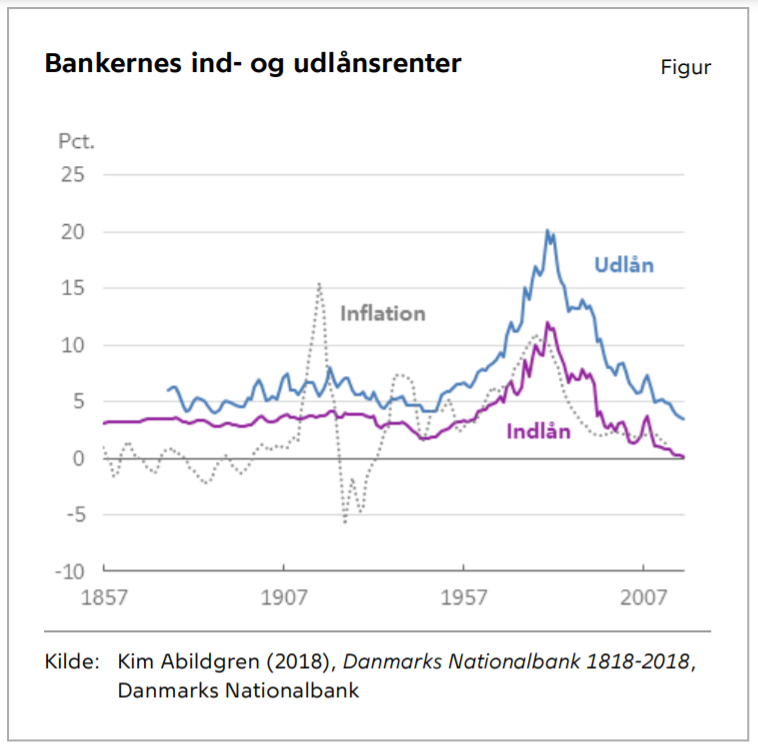 Bankernes ind- og udlånsrenter
Figur
Pct.
25
20
15
10
5
0
-5
-10
Udlån
Inflation
Indlån
1857 1907 1957 2007
Kilde: Kim Abildgren (2018), Danmarks Nationalbank 1818-2018,
Danmarks Nationalbank